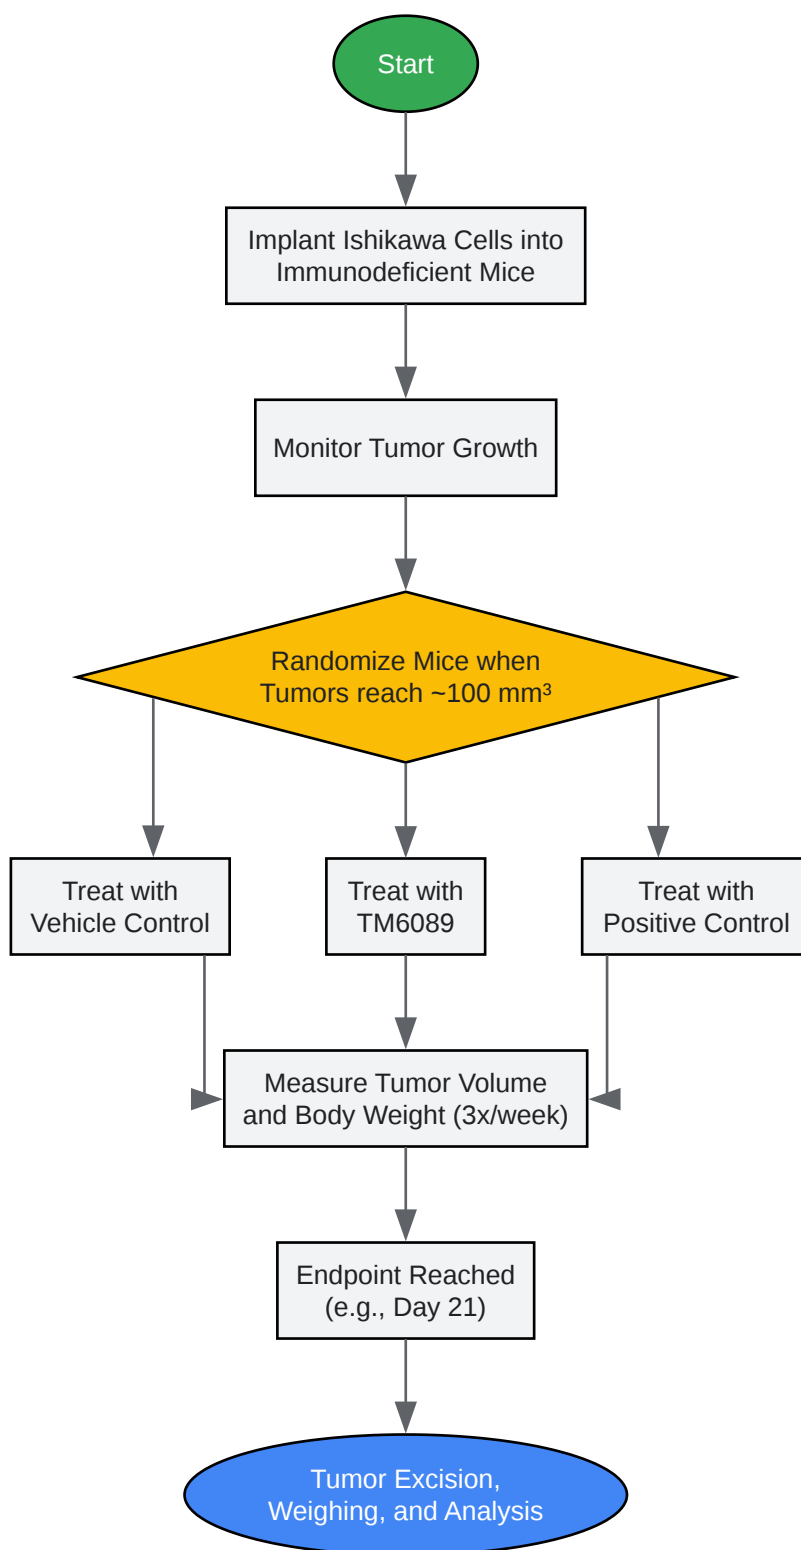 Start
Implant Ishikawa Cells into
Immunodeficient Mice
Monitor Tumor Growth
Randomize Mice when
Tumors reach ~100 mm³
Treat with
Vehicle Control
Treat with
TM6089
Treat with
Positive Control
Measure Tumor Volume
and Body Weight (3x/week)
Endpoint Reached
(e.g., Day 21)
Tumor Excision,
Weighing, and Analysis